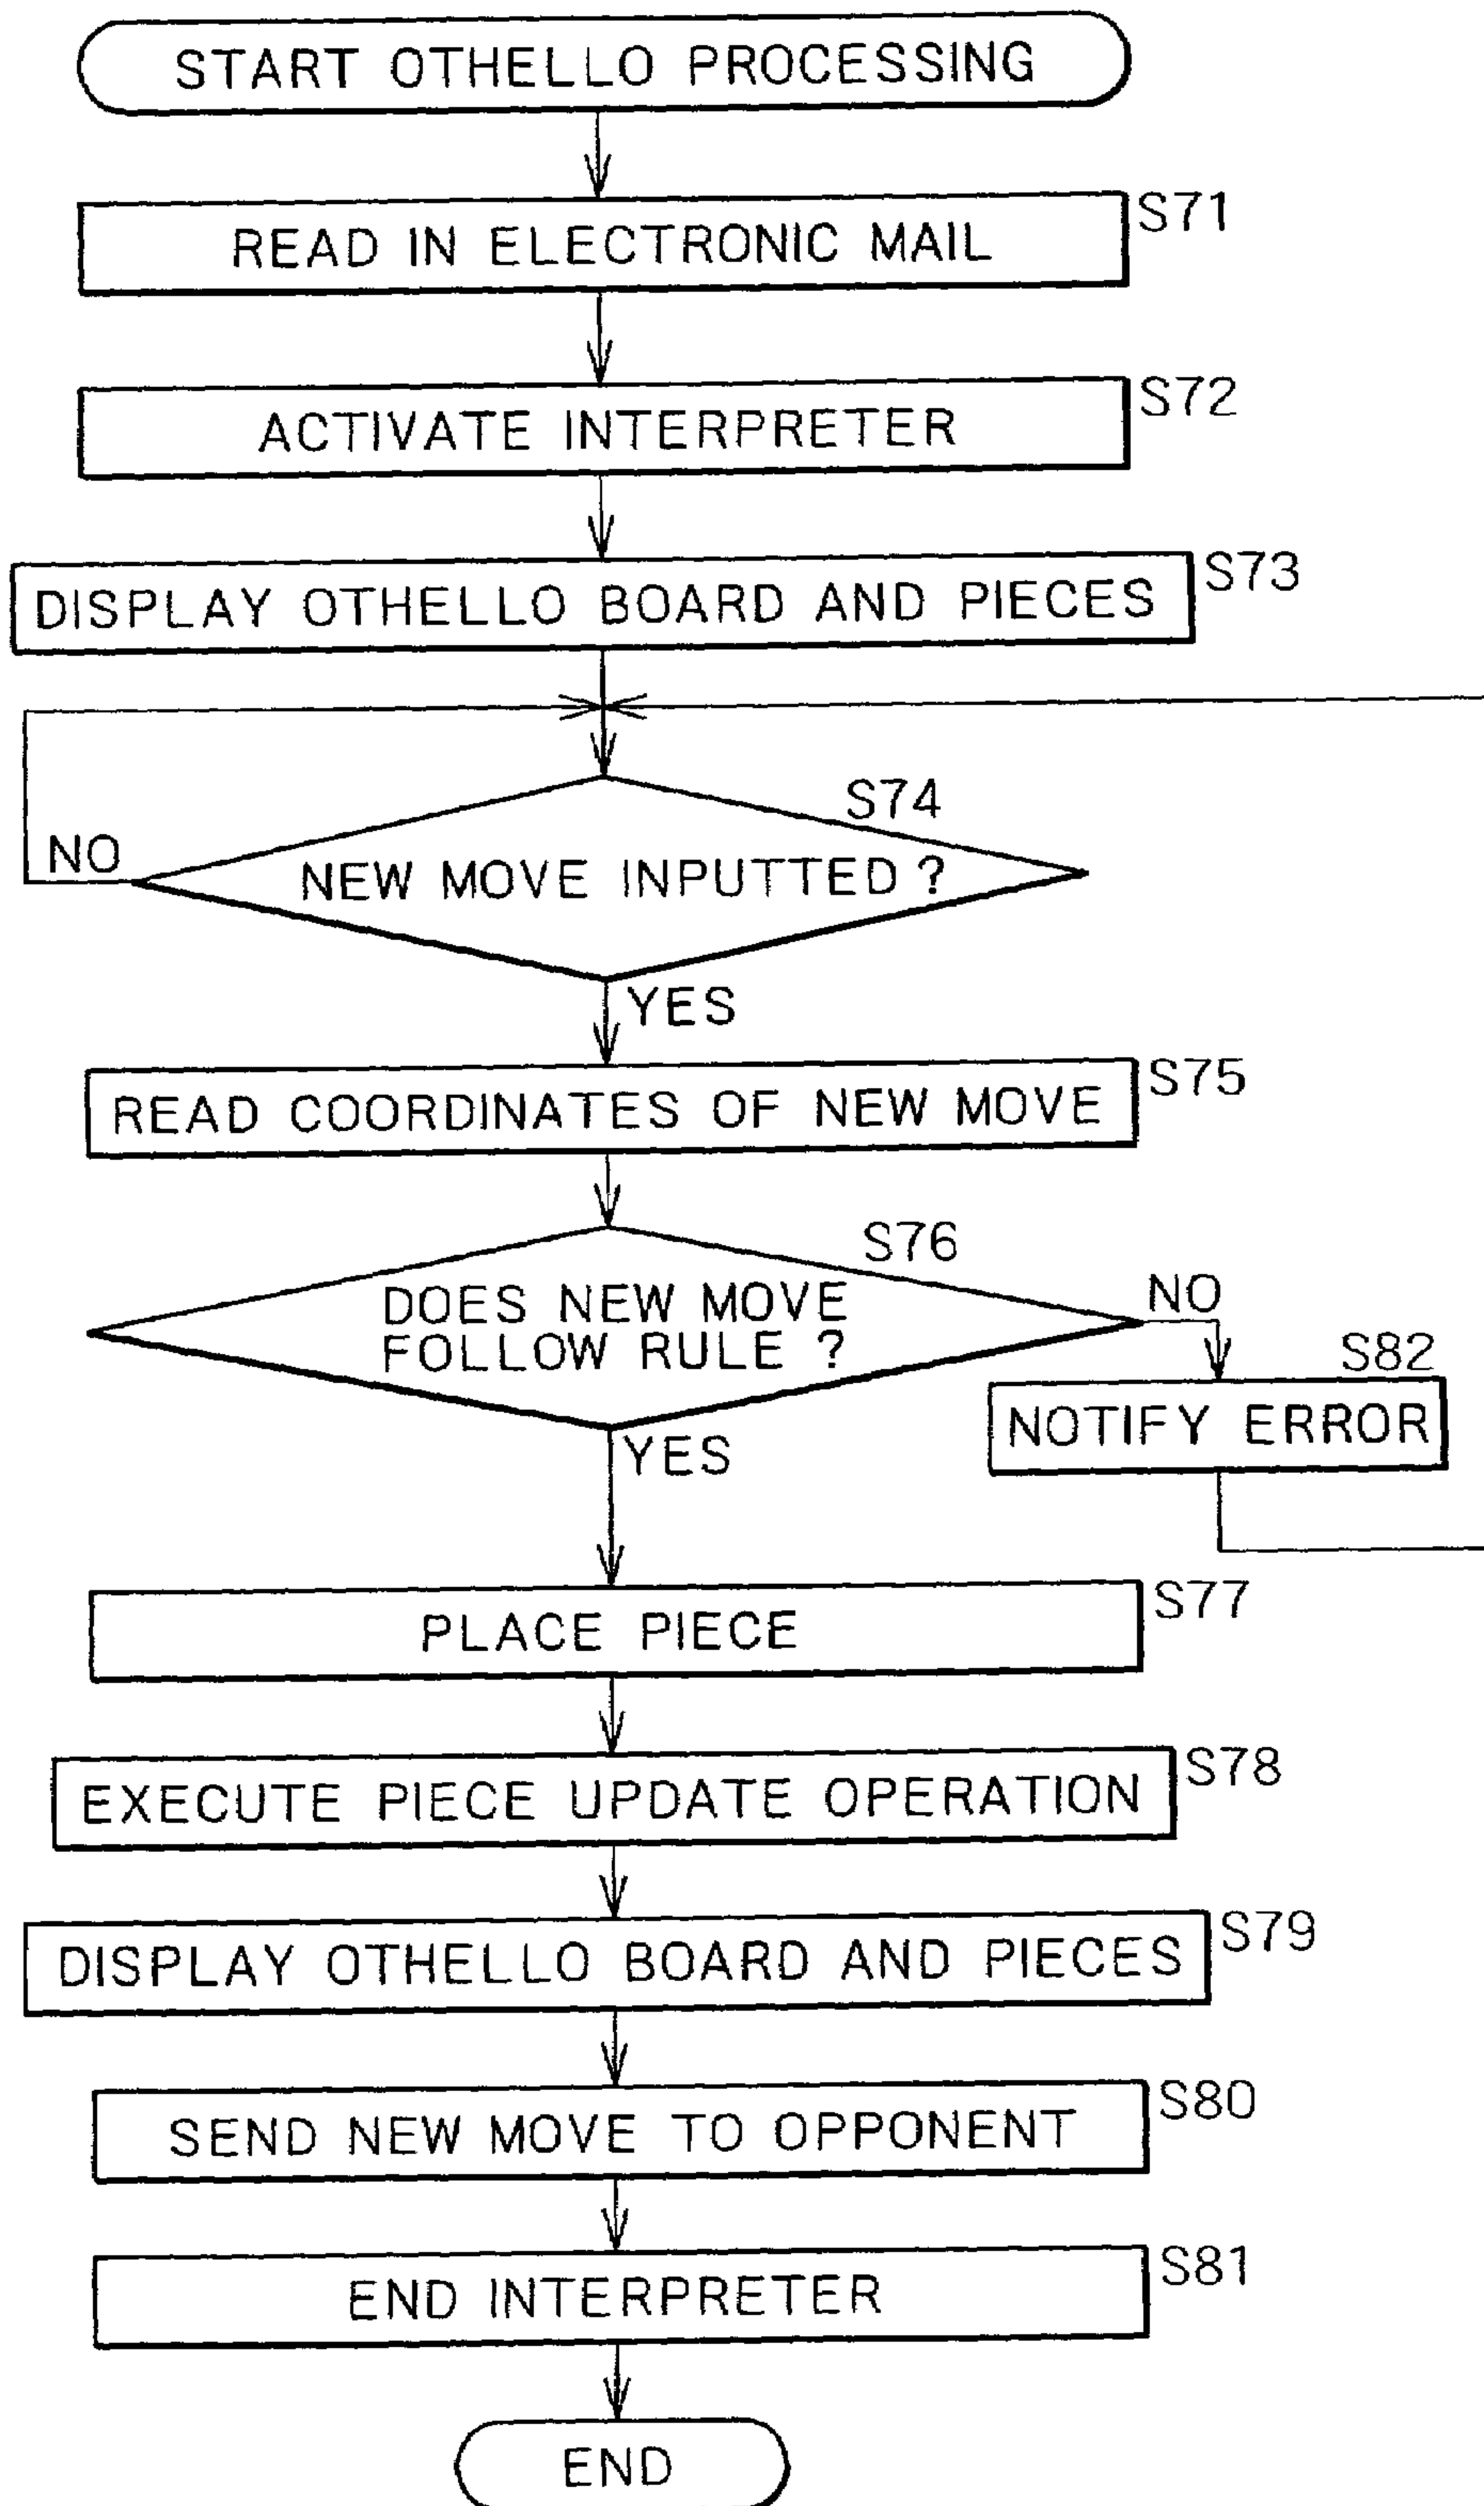 START OTHELLO PROCESSING
S71
READ IN ELECTRONIC MAIL
S72
ACTIVATE INTERPRETER
S73
DISPLAY OTHELLO BOARD AND PIECES
S74
NO
NEW MOVE INPUTTED ?
YES
S75
READ COORDINATES OF NEW MOVE
S76
DOES NEW MOVE
FOLLOW RULE ?
NO
S82
NOTIFY ERROR
YES
S77
PLACE PIECE
S78
EXECUTE PIECE UPDATE OPERATION
S79
DISPLAY OTHELLO BOARD AND PIECES
S80
SEND NEW MOVE TO OPPONENT
S81
END INTERPRETER
END